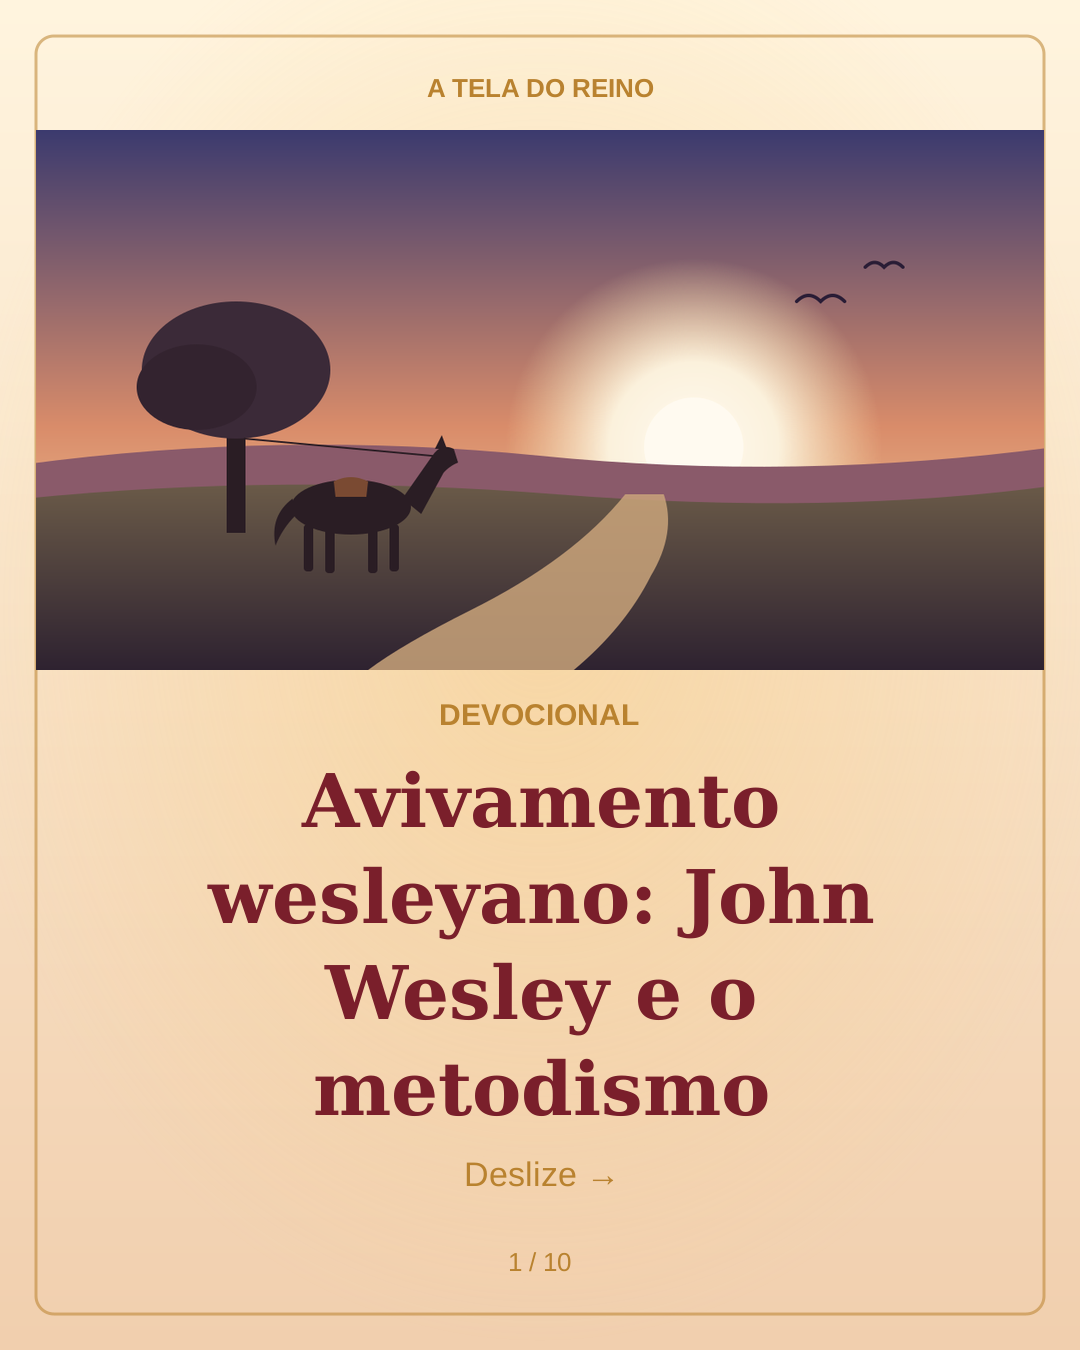 A TELA DO REINO
DEVOCIONAL
Avivamento
wesleyano: John
Wesley e o
metodismo
Deslize →
1 / 10